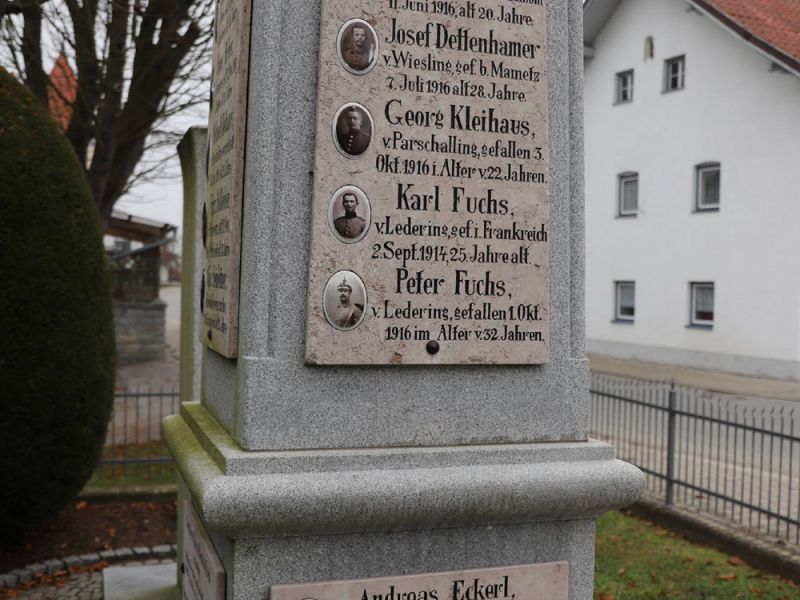 11. Juni 1916, alt 20. Jahre.
Josef Dettenhamer
v. Wiesling, gef. b. Mametz
7. Juli 1916 alt 28. Jahre.
Georg Kleihaus,
v. Parschalling, gefallen 3.
Okt. 1916 i. Alter v. 22. Jahren.
Karl Fuchs,
v. Ledering, gef. i. Frankreich
2. Sept. 1914, 25. Jahre alt.
Peter Fuchs,
v. Ledering, gefallen 1. Okt.
1916 im Alter v. 32. Jahren.
Andreas Eckerl,